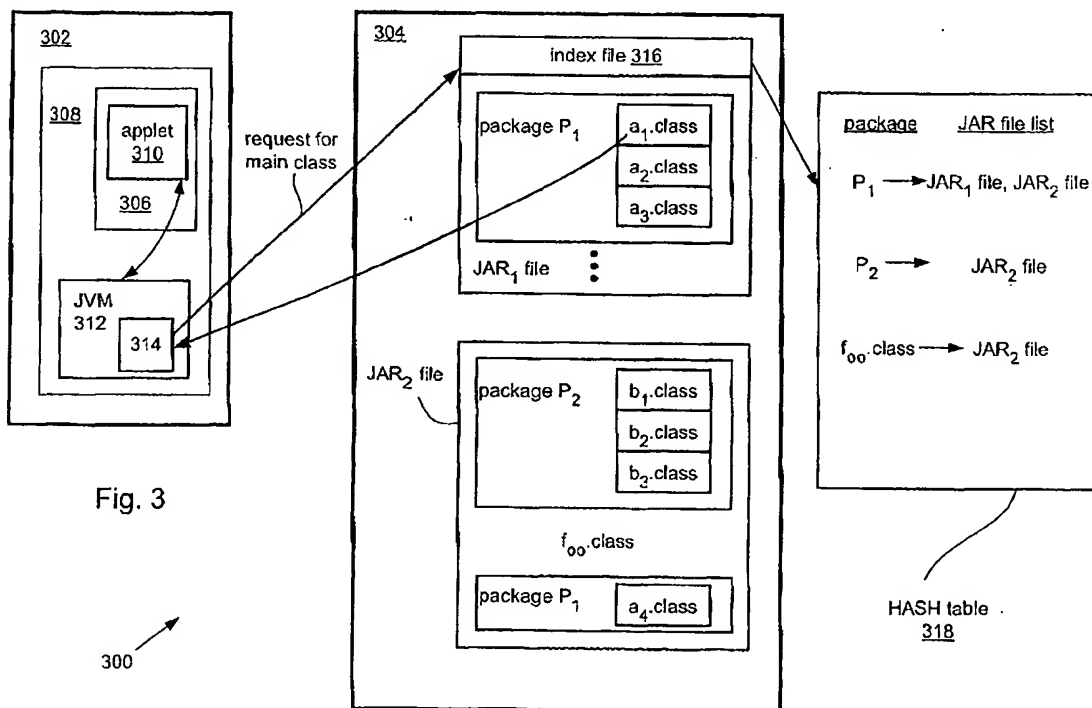 302
308
applet
310
306
JVM
312
314
Fig. 3
300
request for
main class
304
index file 316
package P1
a1.class
a2.class
a3.class
JAR1 file
JAR2 file
package P2
b1.class
b2.class
b3.class
foo.class
package P1
a4.class
package JAR file list
P1 JAR1 file, JAR2 file
P2 JAR2 file
foo.class JAR2 file
HASH table
318